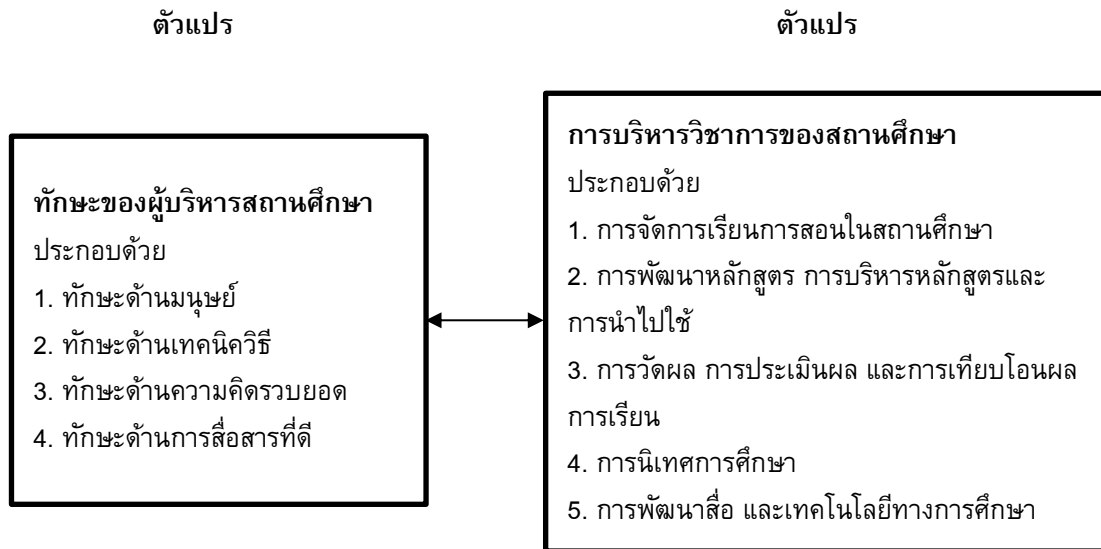 ตัวแปร
ตัวแปร
ทักษะของผู้บริหารสถานศึกษา
ประกอบด้วย
1. ทักษะด้านมนุษย์
2. ทักษะด้านเทคนิควิธี
3. ทักษะด้านความคิดรวบยอด
4. ทักษะด้านการสื่อสารที่ดี
การบริหารวิชาการของสถานศึกษา
ประกอบด้วย
1. การจัดการเรียนการสอนในสถานศึกษา
2. การพัฒนาหลักสูตร การบริหารหลักสูตรและ
การนำไปใช้
3. การวัดผล การประเมินผล และการเทียบโอนผล
การเรียน
4. การนิเทศการศึกษา
5. การพัฒนาสื่อ และเทคโนโลยีทางการศึกษา